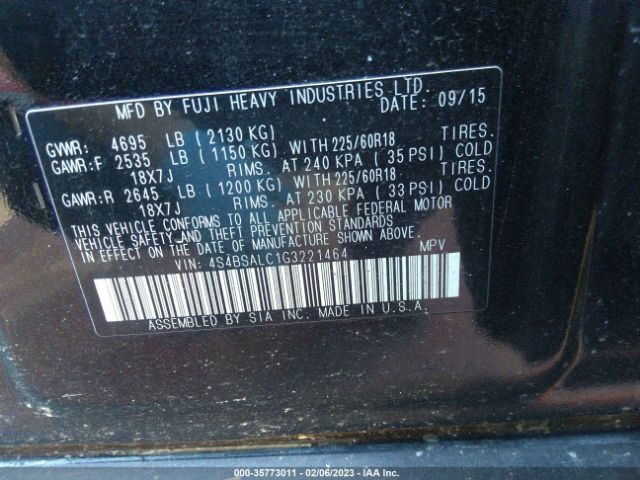 MFD BY FUJI HEAVY INDUSTRIES LTD.
DATE: 09/15
GVWR: 4695 LB (2130 KG)
GAWR:F 2535 LB (1150 KG) WITH 225/60R18 TIRES.
18X7J RIMS. AT 240 KPA (35 PSI) COLD
GAWR:R 2645 LB (1200 KG) WITH 225/60R18 TIRES.
18X7J RIMS. AT 230 KPA (33 PSI) COLD
THIS VEHICLE CONFORMS TO ALL APPLICABLE FEDERAL MOTOR
VEHICLE SAFETY AND THEFT PREVENTION STANDARDS
IN EFFECT ON THE DATE OF MANUFACTURE SHOWN ABOVE.
VIN: 4S4BSALC1G3221464 MPV
ASSEMBLED BY SIA INC. MADE IN U.S.A.
000-35773011 — 02/06/2023 — IAA Inc.